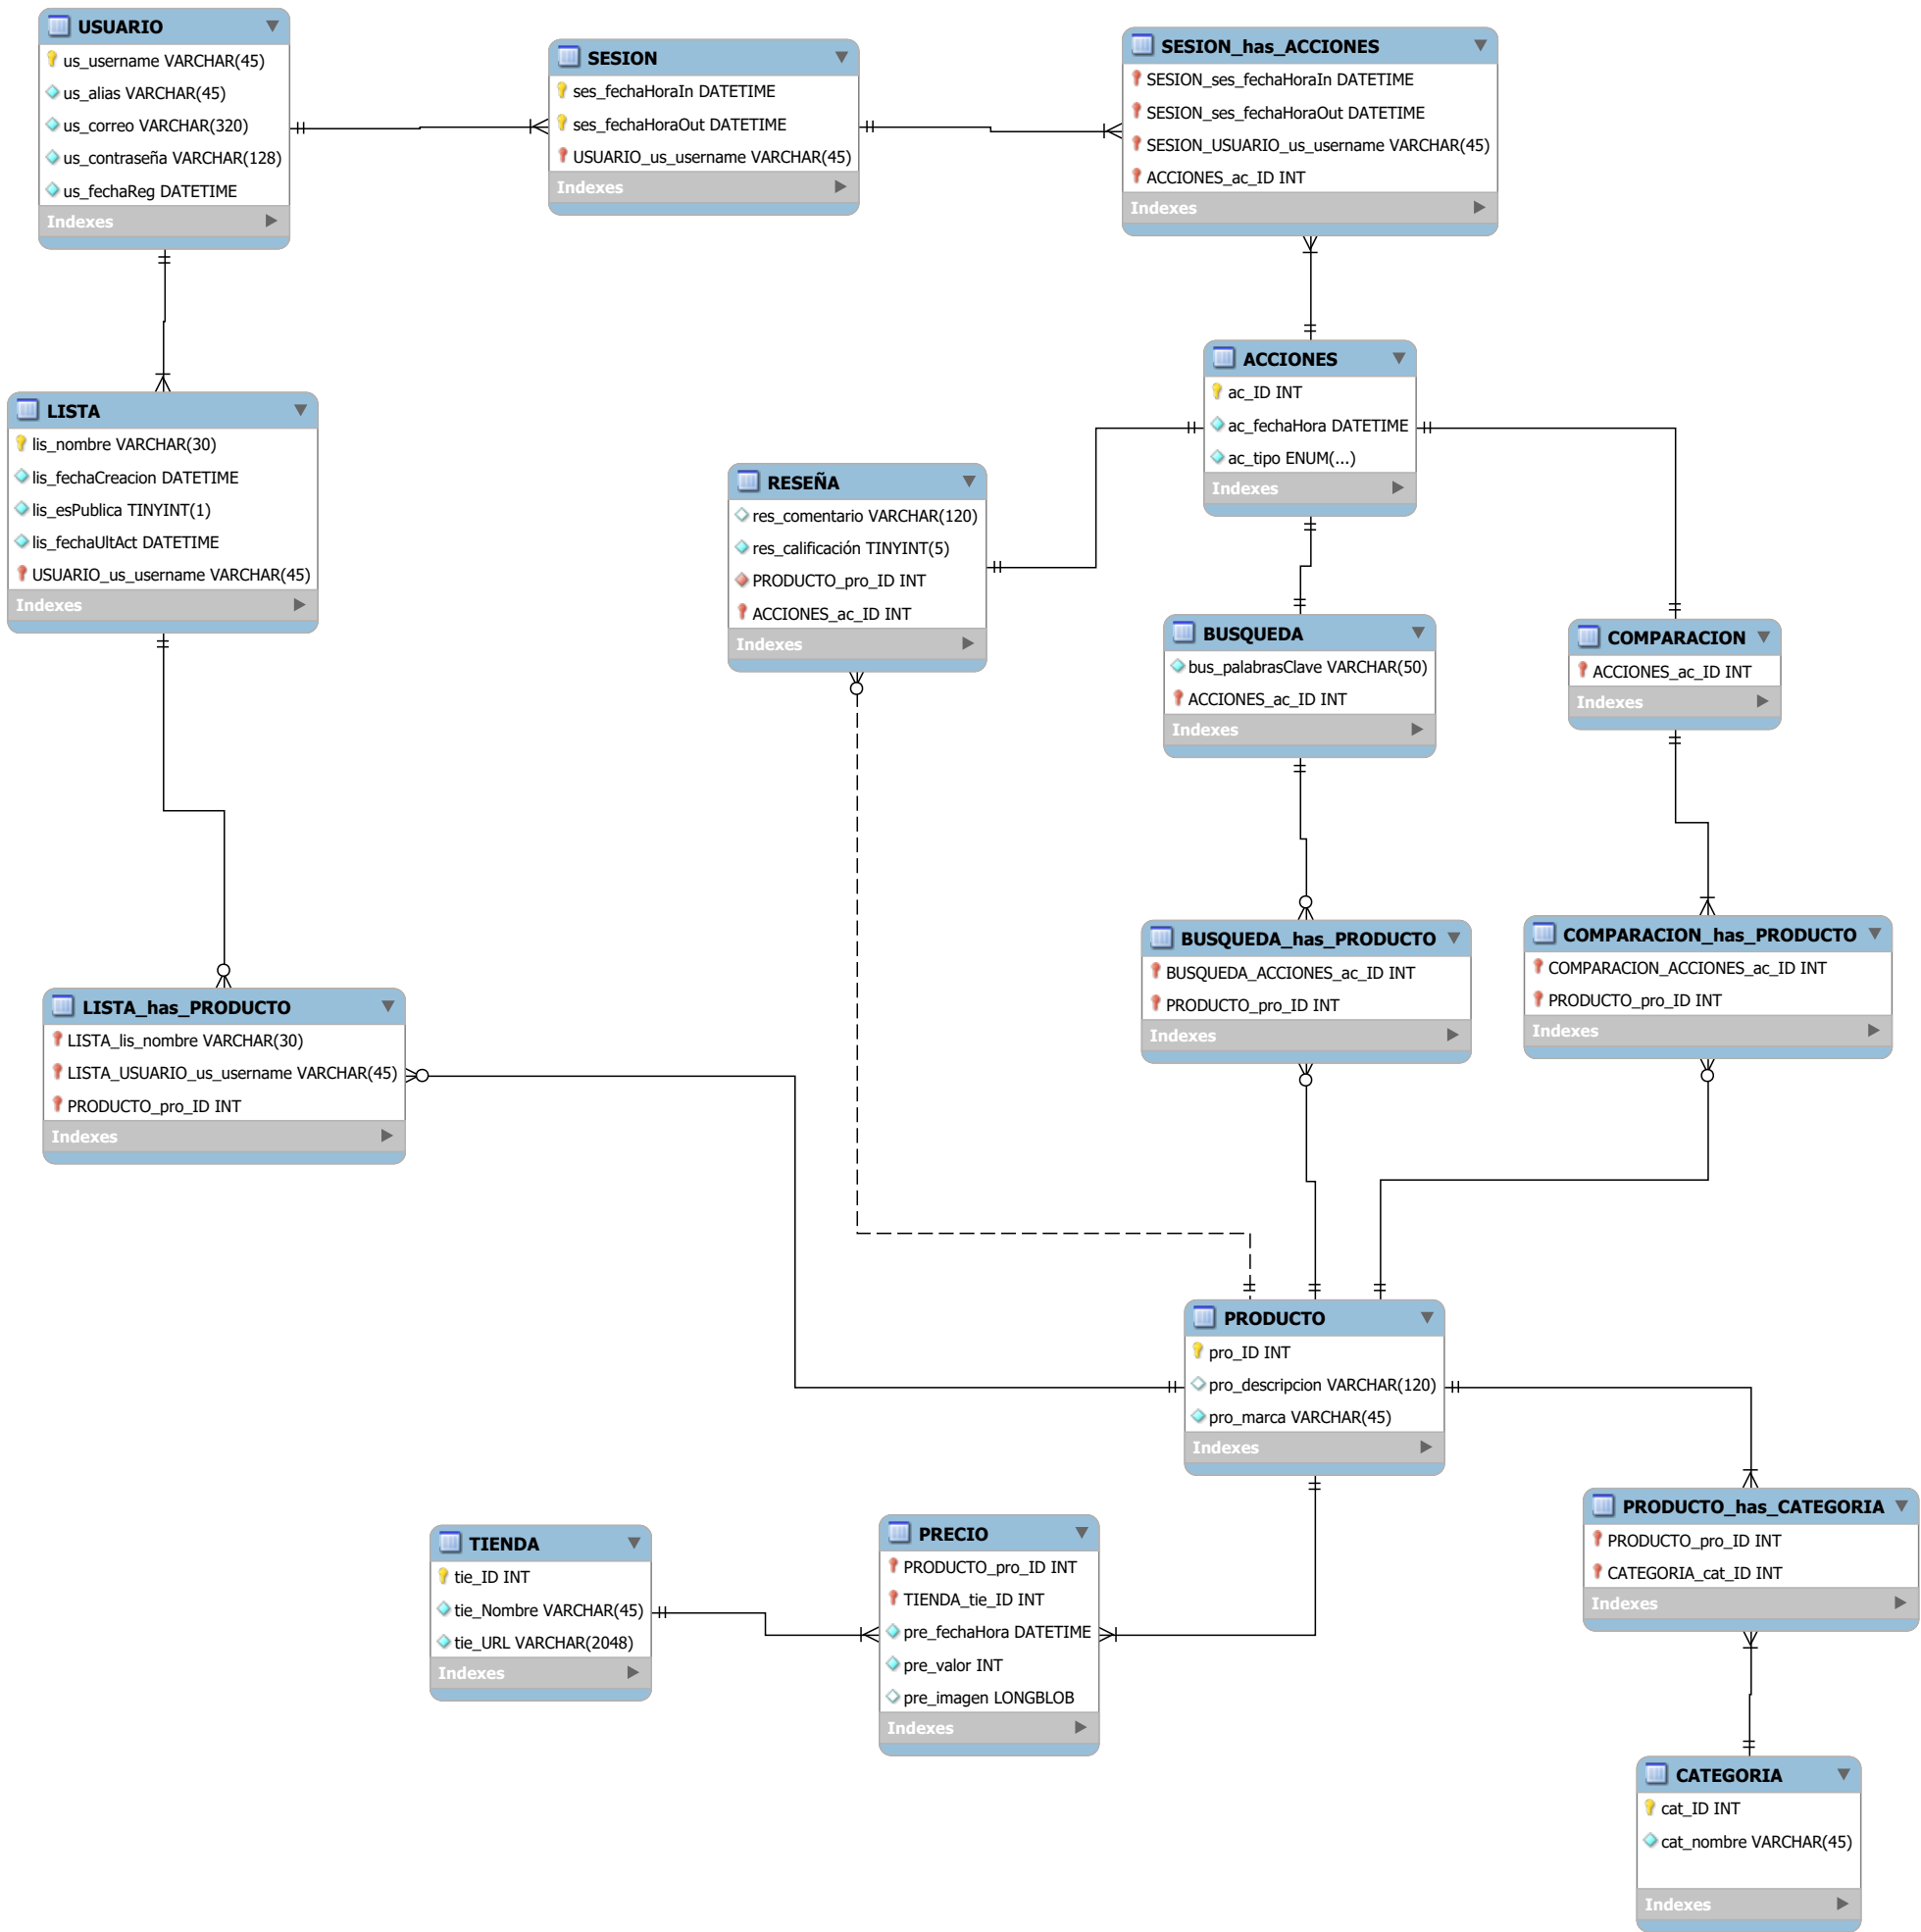 USUARIO
us_username VARCHAR(45)
us_alias VARCHAR(45)
us_correo VARCHAR(320)
us_contraseña VARCHAR(128)
us_fechaReg DATETIME
Indexes
SESION
ses_fechaHoraIn DATETIME
ses_fechaHoraOut DATETIME
USUARIO_us_username VARCHAR(45)
Indexes
SESION_has_ACCIONES
SESION_ses_fechaHoraIn DATETIME
SESION_ses_fechaHoraOut DATETIME
SESION_USUARIO_us_username VARCHAR(45)
ACCIONES_ac_ID INT
Indexes
ACCIONES
ac_ID INT
ac_fechaHora DATETIME
ac_tipo ENUM(...)
Indexes
LISTA
lis_nombre VARCHAR(30)
lis_fechaCreacion DATETIME
lis_esPublica TINYINT(1)
lis_fechaUltAct DATETIME
USUARIO_us_username VARCHAR(45)
Indexes
RESEÑA
res_comentario VARCHAR(120)
res_calificación TINYINT(5)
PRODUCTO_pro_ID INT
ACCIONES_ac_ID INT
Indexes
BUSQUEDA
bus_palabrasClave VARCHAR(50)
ACCIONES_ac_ID INT
Indexes
COMPARACION
ACCIONES_ac_ID INT
Indexes
LISTA_has_PRODUCTO
LISTA_lis_nombre VARCHAR(30)
LISTA_USUARIO_us_username VARCHAR(45)
PRODUCTO_pro_ID INT
Indexes
BUSQUEDA_has_PRODUCTO
BUSQUEDA_ACCIONES_ac_ID INT
PRODUCTO_pro_ID INT
Indexes
COMPARACION_has_PRODUCTO
COMPARACION_ACCIONES_ac_ID INT
PRODUCTO_pro_ID INT
Indexes
PRODUCTO
pro_ID INT
pro_descripcion VARCHAR(120)
pro_marca VARCHAR(45)
Indexes
TIENDA
tie_ID INT
tie_Nombre VARCHAR(45)
tie_URL VARCHAR(2048)
Indexes
PRECIO
PRODUCTO_pro_ID INT
TIENDA_tie_ID INT
pre_fechaHora DATETIME
pre_valor INT
pre_imagen LONGBLOB
Indexes
PRODUCTO_has_CATEGORIA
PRODUCTO_pro_ID INT
CATEGORIA_cat_ID INT
Indexes
CATEGORIA
cat_ID INT
cat_nombre VARCHAR(45)
Indexes